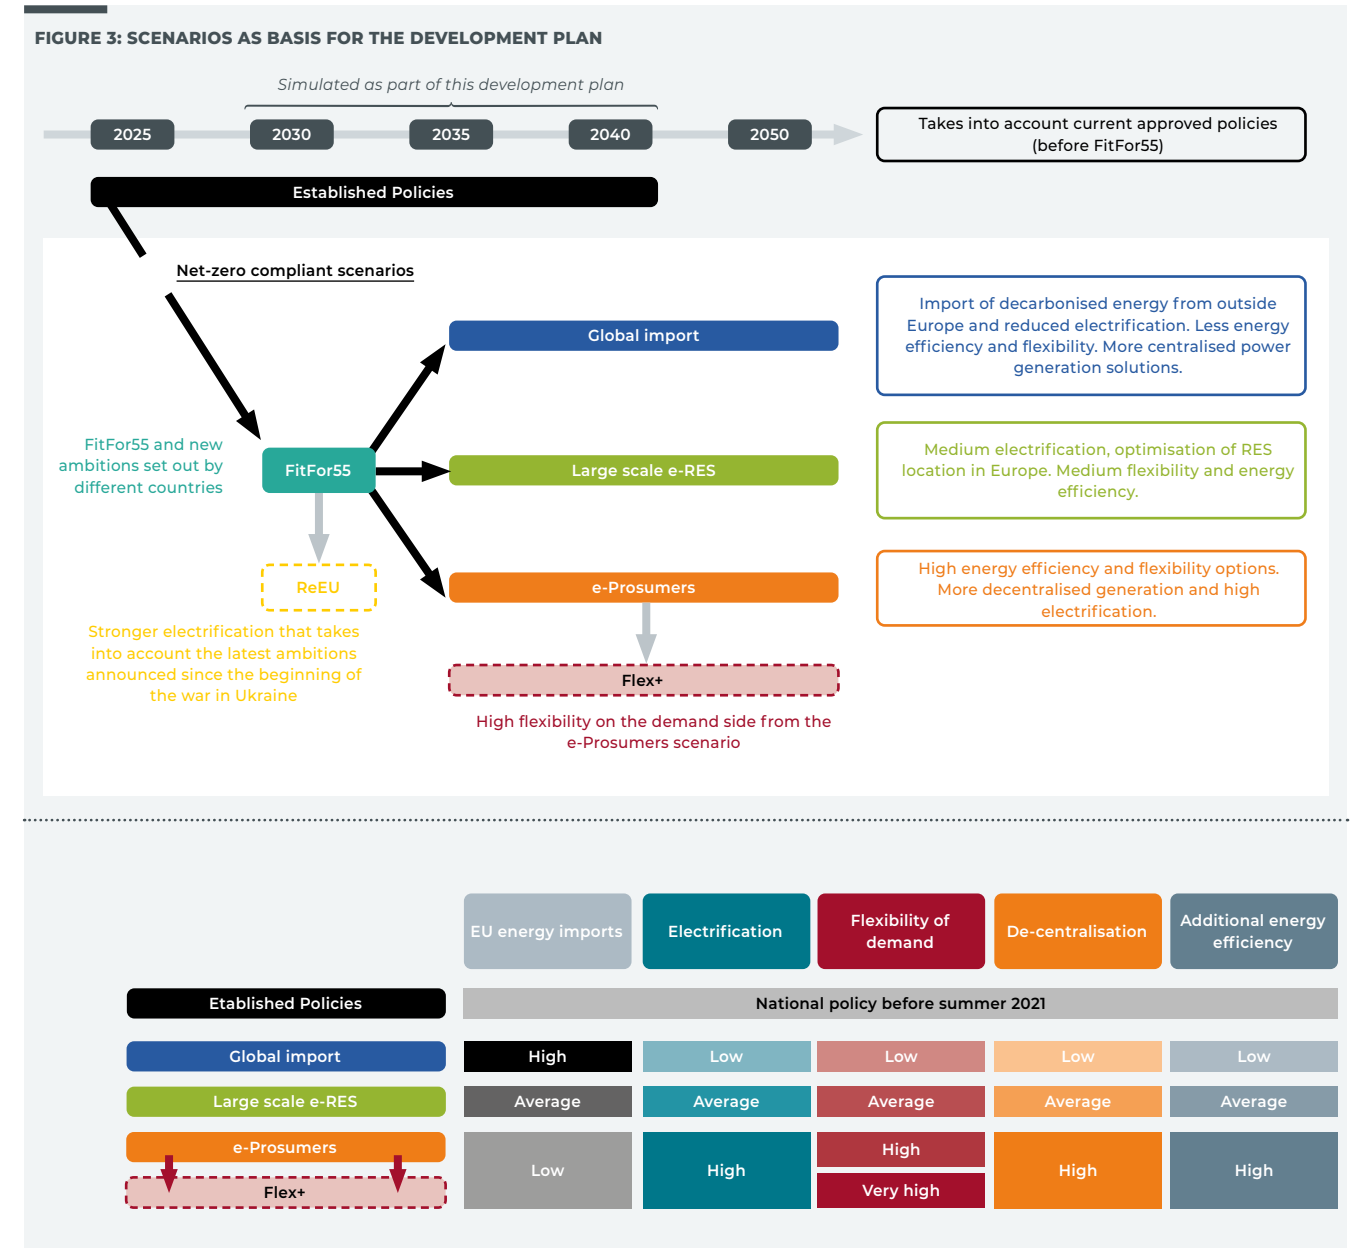 FIGURE 3: SCENARIOS AS BASIS FOR THE DEVELOPMENT PLAN
Simulated as part of this development plan
2025
2030
2035
2040
2050
Takes into account current approved policies
(before FitFor55)
Established Policies
Net-zero compliant scenarios
Global import
Import of decarbonised energy from outside
Europe and reduced electrification. Less energy
efficiency and flexibility. More centralised power
generation solutions.
FitFor55 and new
ambitions set out by
different countries
FitFor55
Large scale e-RES
Medium electrification, optimisation of RES
location in Europe. Medium flexibility and energy
efficiency.
ReEU
Stronger electrification that takes
into account the latest ambitions
announced since the beginning of
the war in Ukraine
e-Prosumers
High energy efficiency and flexibility options.
More decentralised generation and high
electrification.
Flex+
High flexibility on the demand side from the
e-Prosumers scenario
EU energy imports
Electrification
Flexibility of
demand
De-centralisation
Additional energy
efficiency
Etablished Policies
National policy before summer 2021
Global import
High
Low
Low
Low
Low
Large scale e-RES
Average
Average
Average
Average
Average
e-Prosumers
Flex+
Low
High
High
Very high
High
High